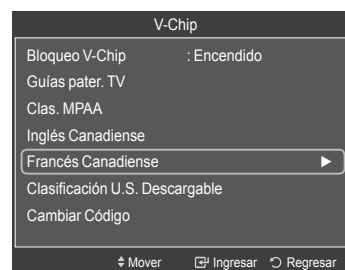 V-Chip
Bloqueo V-Chip : Encendido
Guías pater. TV
Clas. MPAA
Inglés Canadiense
Francés Canadiense
Clasificación U.S. Descargable
Cambiar Código
Mover Ingresar Regresar